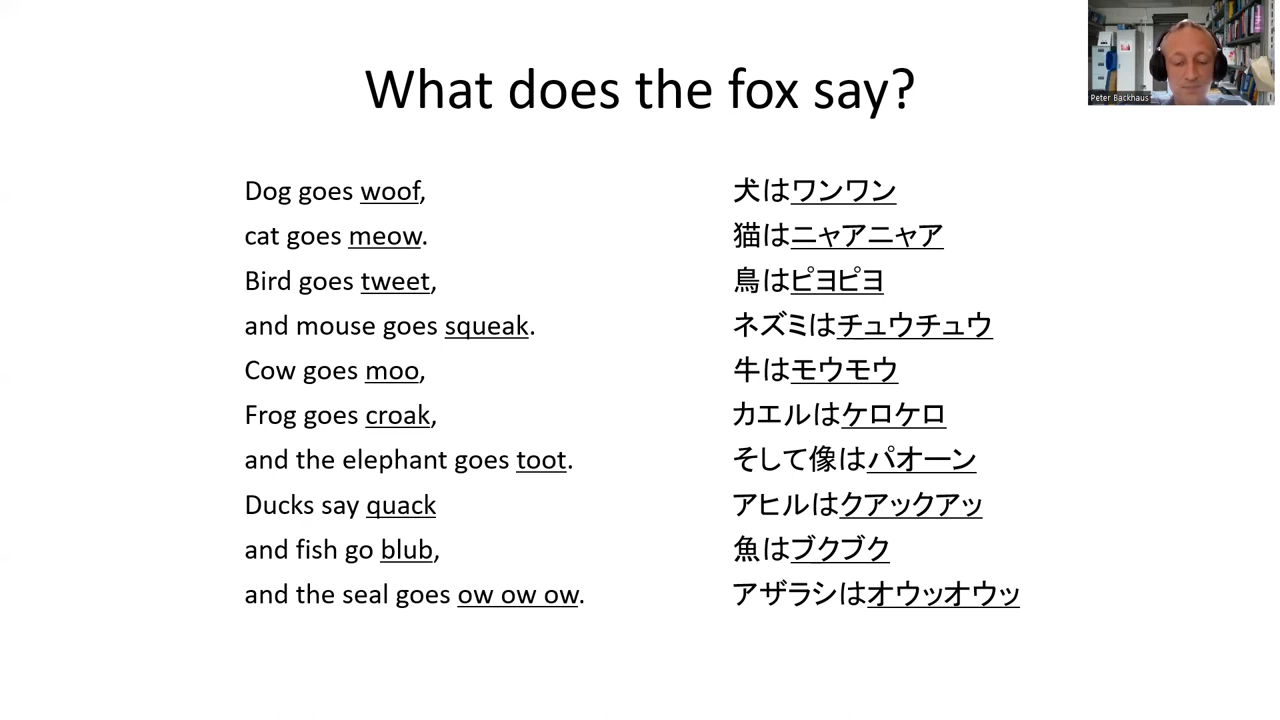 What does the fox say?
Peter Backhaus
Dog goes woof,
cat goes meow.
Bird goes tweet,
and mouse goes squeak.
Cow goes moo,
Frog goes croak,
and the elephant goes toot.
Ducks say quack
and fish go blub,
and the seal goes ow ow ow.
犬はワンワン
猫はニャアニャア
鳥はピヨピヨ
ネズミはチュウチュウ
牛はモウモウ
カエルはケロケロ
そして像はパオーン
アヒルはクアックアッ
魚はブクブク
アザラシはオウッオウッ